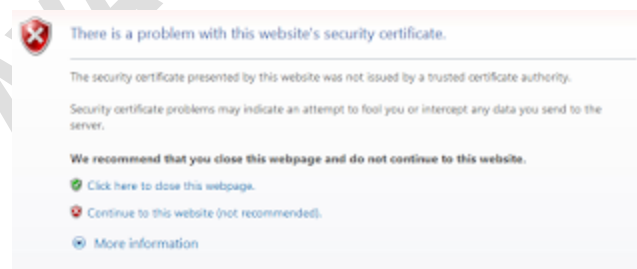 There is a problem with this website's security certificate.
The security certificate presented by this website was not issued by a trusted certificate authority.
Security certificate problems may indicate an attempt to fool you or intercept any data you send to the
server.
We recommend that you close this webpage and do not continue to this website.
Click here to close this webpage.
Continue to this website (not recommended).
More information